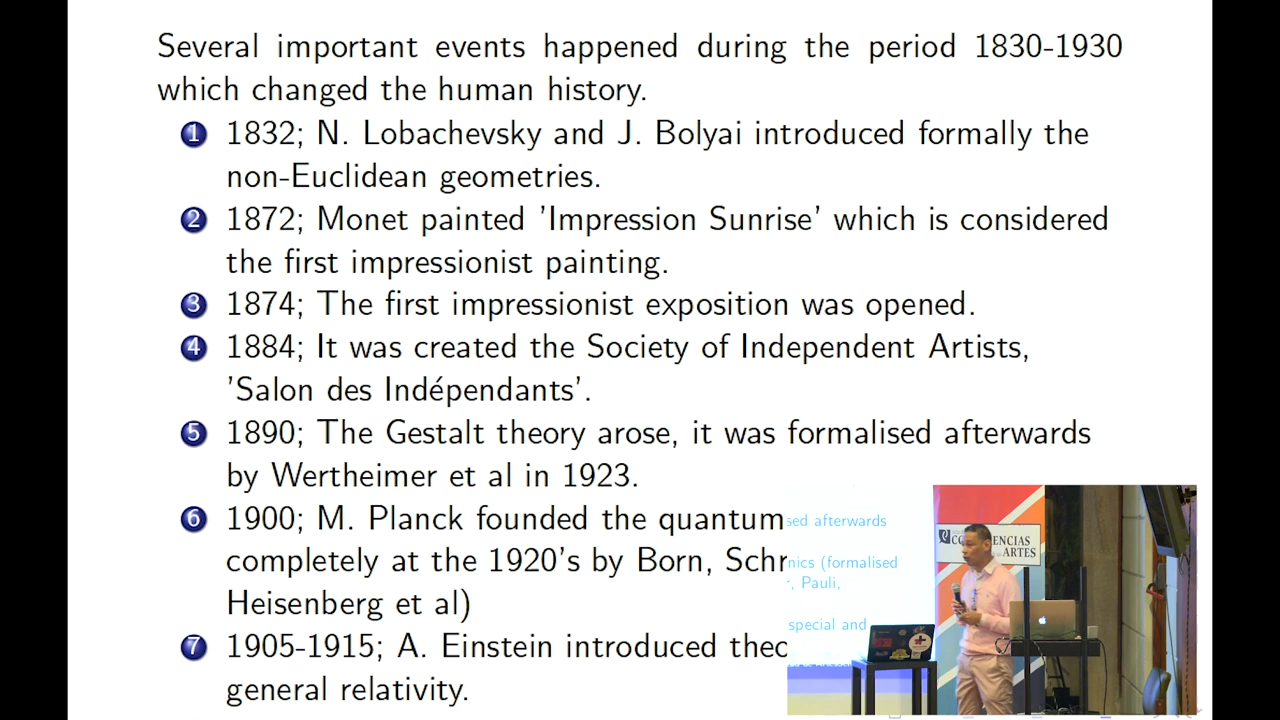 Several important events happened during the period 1830-1930
which changed the human history.
1 1832; N. Lobachevsky and J. Bolyai introduced formally the
non-Euclidean geometries.
2 1872; Monet painted 'Impression Sunrise' which is considered
the first impressionist painting.
3 1874; The first impressionist exposition was opened.
4 1884; It was created the Society of Independent Artists,
'Salon des Indépendants'.
5 1890; The Gestalt theory arose, it was formalised afterwards
by Wertheimer et al in 1923.
6 1900; M. Planck founded the quantum
completely at the 1920's by Born, Schr
Heisenberg et al)
7 1905-1915; A. Einstein introduced theo
general relativity.
sed afterwards
nics (formalised
r, Pauli,
special and
ENCIAS
ARTES